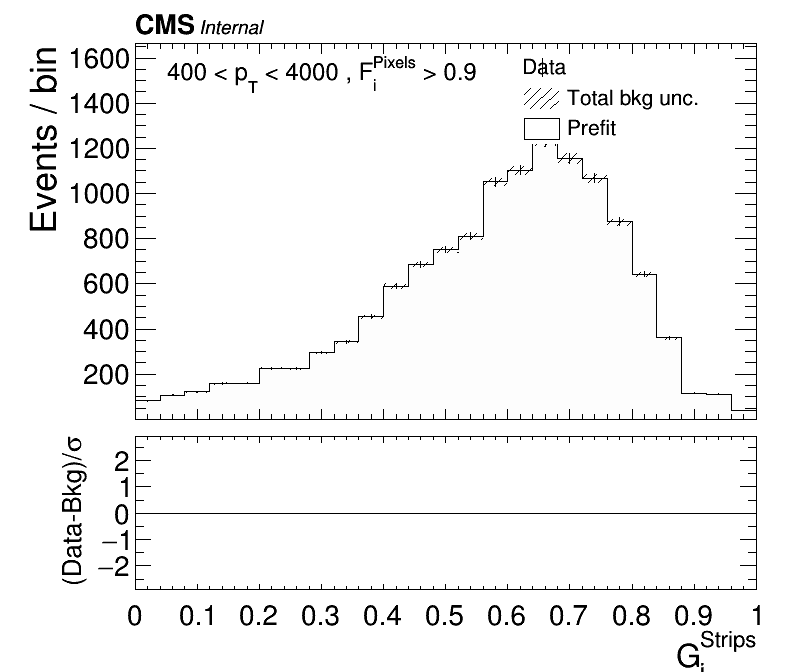 CMS Internal
400 < p_T < 4000 , F_i^Pixels > 0.9
Data
Total bkg unc.
Prefit
Events / bin
1600
1400
1200
1000
800
600
400
200
(Data-Bkg)/σ
2
1
0
−1
−2
0 0.1 0.2 0.3 0.4 0.5 0.6 0.7 0.8 0.9 1
G_i^Strips